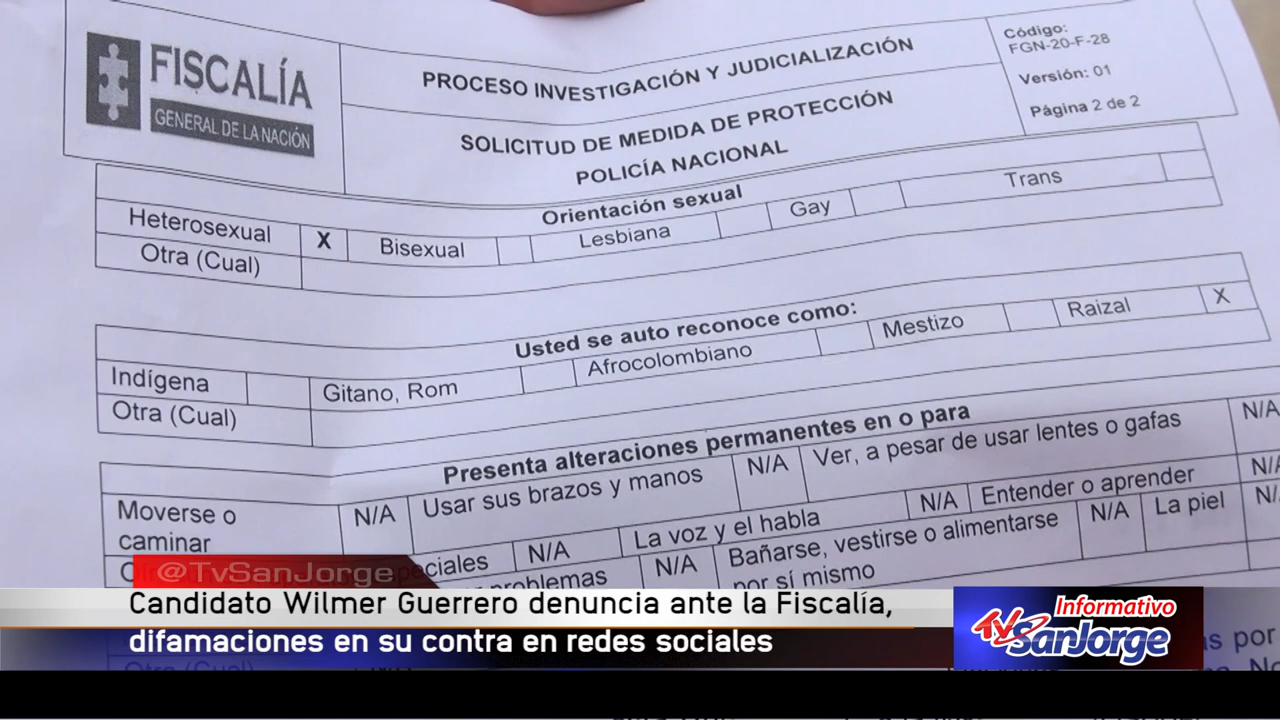 FISCALÍA
GENERAL DE LA NACIÓN
PROCESO INVESTIGACIÓN Y JUDICIALIZACIÓN
SOLICITUD DE MEDIDA DE PROTECCIÓN
POLICÍA NACIONAL
Código:
FGN-20-F-28
Versión: 01
Página 2 de 2
Orientación sexual
Heterosexual X Bisexual Lesbiana Gay Trans
Otra (Cual)
Usted se auto reconoce como:
Indígena Gitano, Rom Afrocolombiano Mestizo Raizal X
Otra (Cual)
Presenta alteraciones permanentes en o para
Moverse o caminar N/A Usar sus brazos y manos N/A Ver, a pesar de usar lentes o gafas N/A
eciales N/A La voz y el habla N/A Entender o aprender N/A
problemas N/A Bañarse, vestirse o alimentarse por sí mismo N/A La piel N/A
@TvSanJorge
Candidato Wilmer Guerrero denuncia ante la Fiscalía,
difamaciones en su contra en redes sociales
Informativo
TV SanJorge
Otra (Cual)
s por